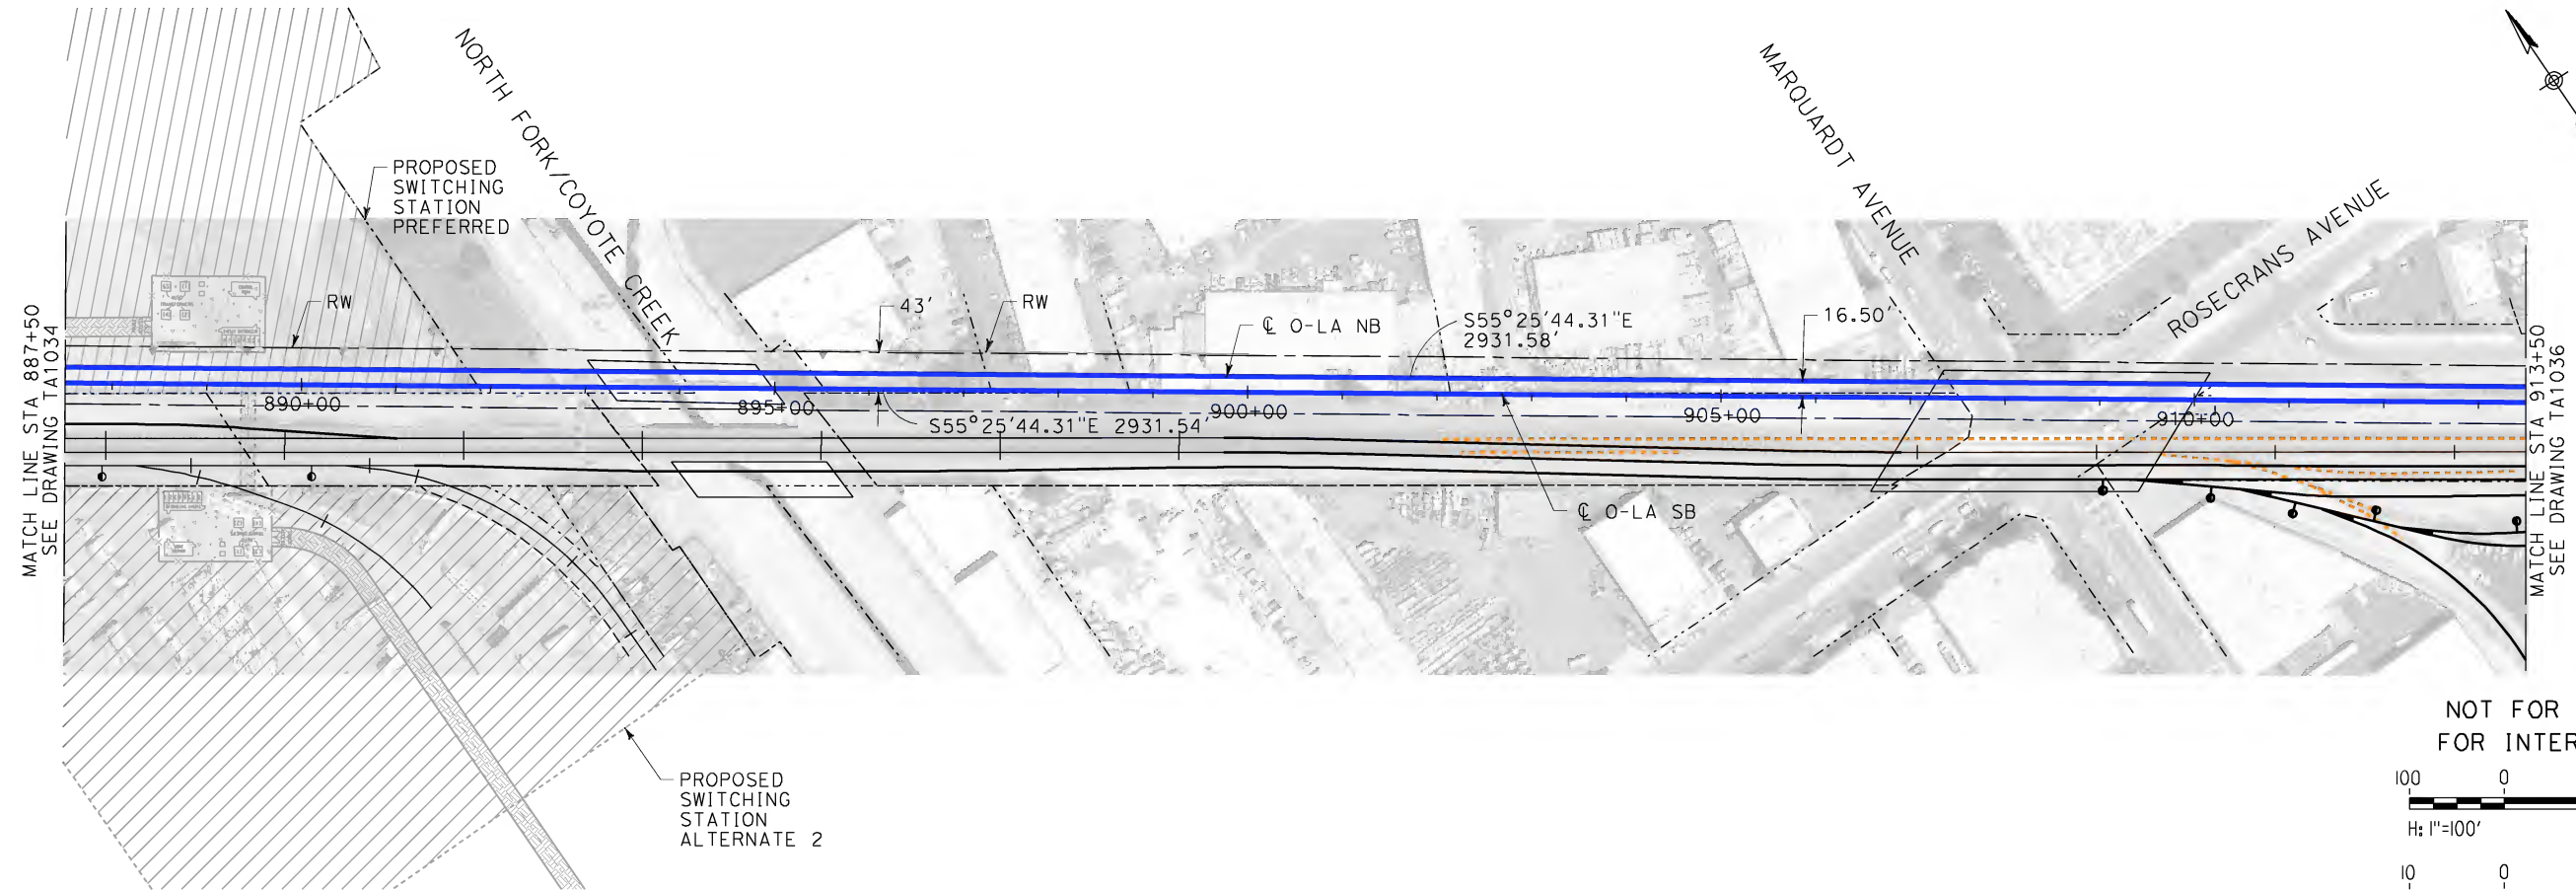 NORTH FORK/COYOTE CREEK
MARQUARDT AVENUE
ROSECRANS AVENUE
PROPOSED
SWITCHING
STATION
PREFERRED
RW
43'
RW
℄ O-LA NB
S55°25'44.31"E
2931.58'
16.50'
MATCH LINE STA 887+50
SEE DRAWING TA1034
890+00
895+00
900+00
905+00
910+00
S55°25'44.31"E 2931.54'
℄ O-LA SB
MATCH LINE STA 913+50
SEE DRAWING TA1036
PROPOSED
SWITCHING
STATION
ALTERNATE 2
NOT FOR
FOR INTER
100 0
H: 1"=100'
10 0